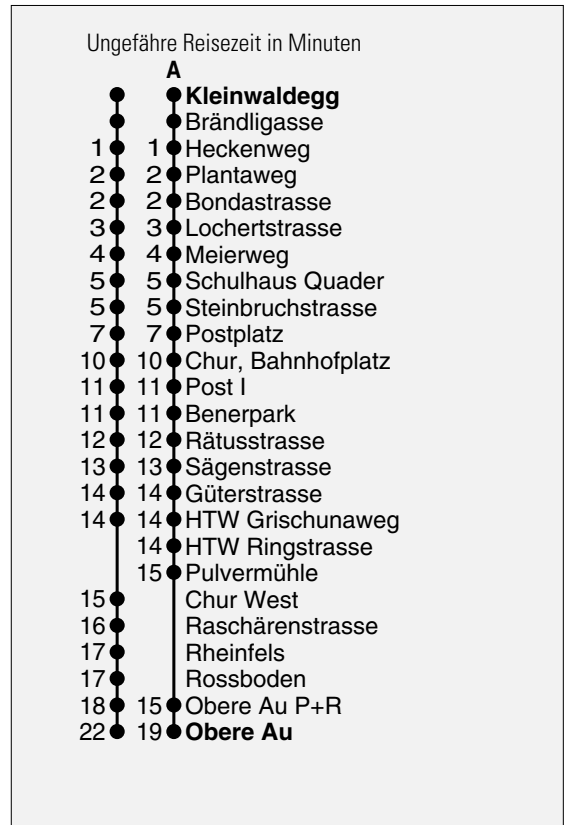 Ungefähre Reisezeit in Minuten
A
Kleinwaldegg
Brändligasse
1 1 Heckenweg
2 2 Plantaweg
2 2 Bondastrasse
3 3 Lochertstrasse
4 4 Meierweg
5 5 Schulhaus Quader
5 5 Steinbruchstrasse
7 7 Postplatz
10 10 Chur, Bahnhofplatz
11 11 Post I
11 11 Benerpark
12 12 Rätusstrasse
13 13 Sägenstrasse
14 14 Güterstrasse
14 14 HTW Grischunaweg
14 HTW Ringstrasse
15 Pulvermühle
15 Chur West
16 Raschärenstrasse
17 Rheinfels
17 Rossboden
18 15 Obere Au P+R
22 19 Obere Au